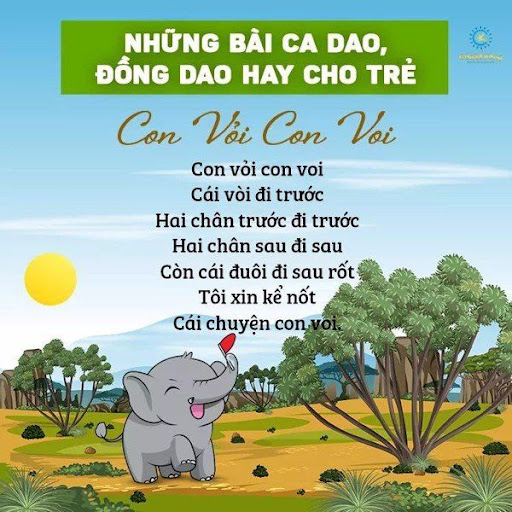 NHỮNG BÀI CA DAO,
ĐỒNG DAO HAY CHO TRẺ
Con Vỏi Con Voi
Con vỏi con voi
Cái vòi đi trước
Hai chân trước đi trước
Hai chân sau đi sau
Còn cái đuôi đi sau rốt
Tôi xin kể nốt
Cái chuyện con voi.